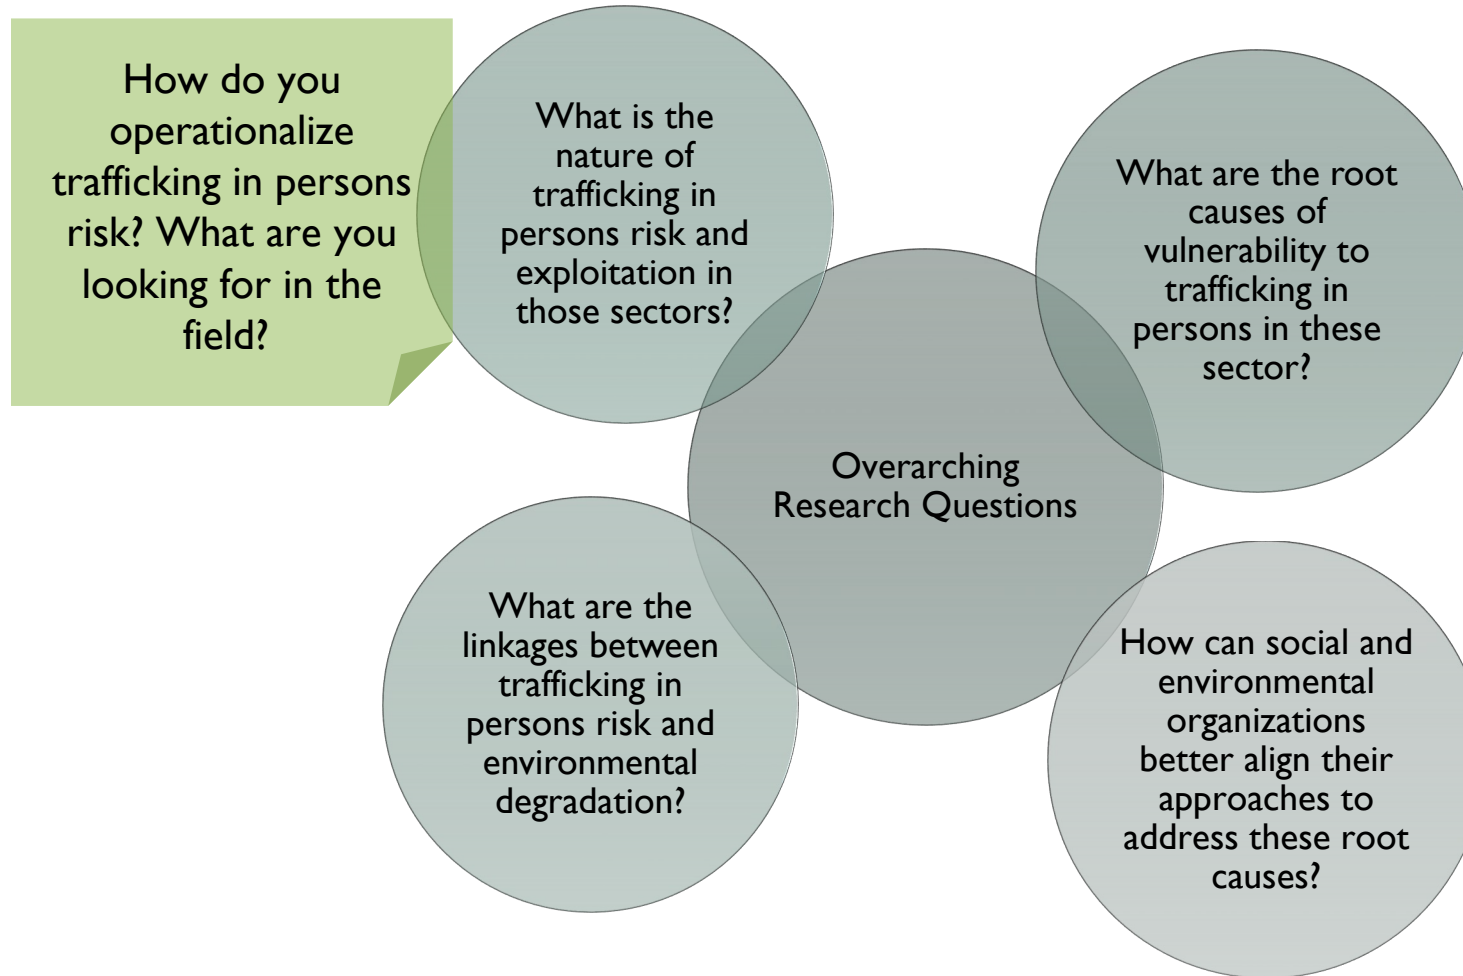 How do you
operationalize
trafficking in persons
risk? What are you
looking for in the
field?
What is the
nature of
trafficking in
persons risk and
exploitation in
those sectors?
What are the root
causes of
vulnerability to
trafficking in
persons in these
sector?
Overarching
Research Questions
What are the
linkages between
trafficking in
persons risk and
environmental
degradation?
How can social and
environmental
organizations
better align their
approaches to
address these root
causes?